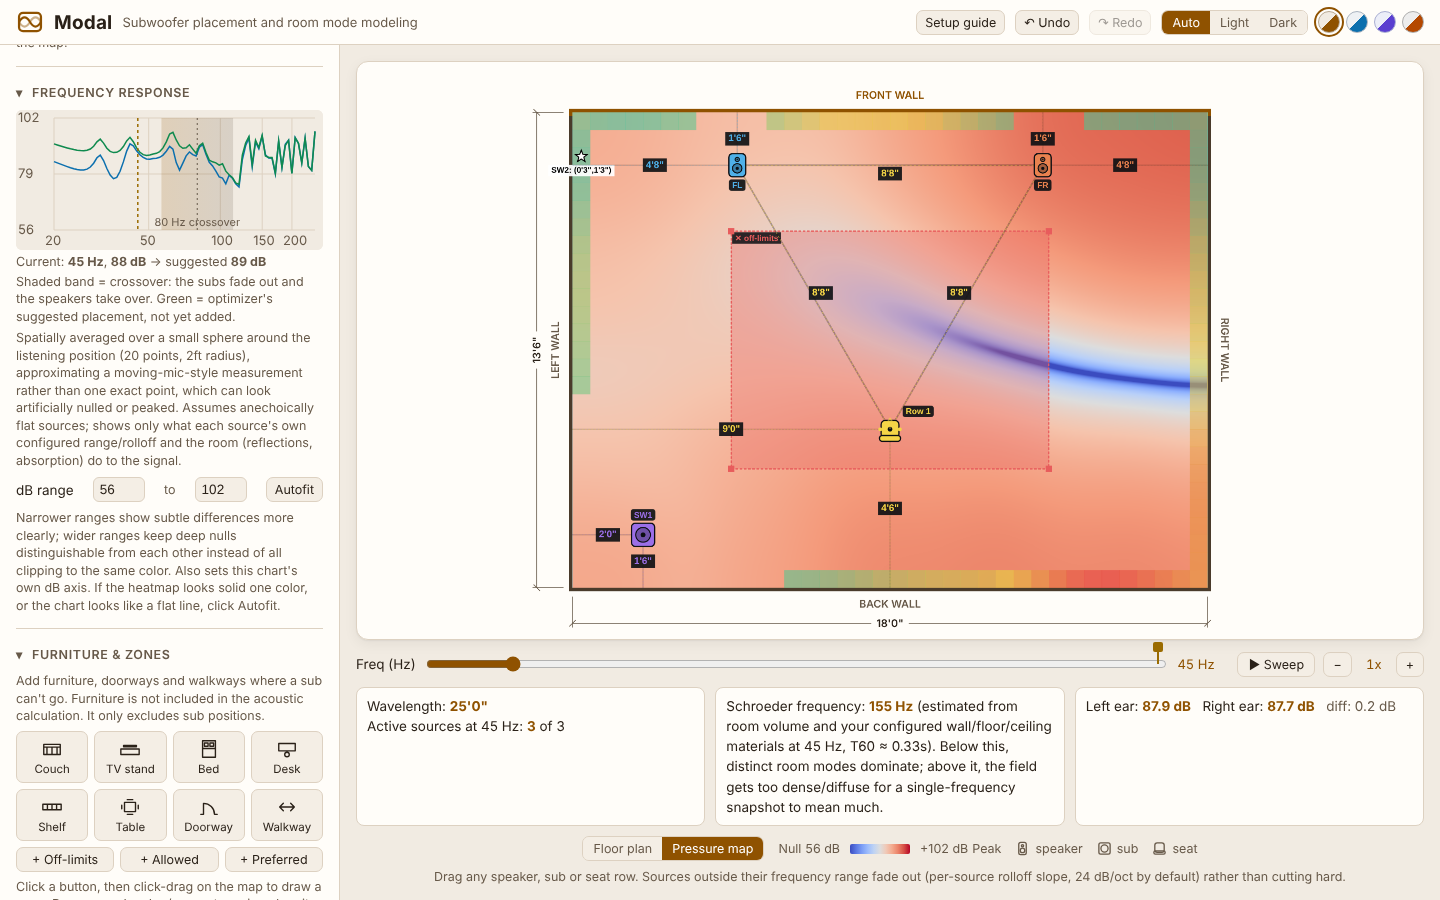 Modal
Subwoofer placement and room mode modeling
Setup guide
↶ Undo
↷ Redo
Auto
Light
Dark
the map.
▼ FREQUENCY RESPONSE
102
79
56
80 Hz crossover
20
50
100
150
200
Current: 45 Hz, 88 dB → suggested 89 dB
Shaded band = crossover: the subs fade out and
the speakers take over. Green = optimizer's
suggested placement, not yet added.
Spatially averaged over a small sphere around the
listening position (20 points, 2ft radius),
approximating a moving-mic-style measurement
rather than one exact point, which can look
artificially nulled or peaked. Assumes anechoically
flat sources; shows only what each source's own
configured range/rolloff and the room (reflections,
absorption) do to the signal.
dB range
56
to
102
Autofit
Narrower ranges show subtle differences more
clearly; wider ranges keep deep nulls
distinguishable from each other instead of all
clipping to the same color. Also sets this chart's
own dB axis. If the heatmap looks solid one color,
or the chart looks like a flat line, click Autofit.
▼ FURNITURE & ZONES
Add furniture, doorways and walkways where a sub
can't go. Furniture is not included in the acoustic
calculation. It only excludes sub positions.
Couch
TV stand
Bed
Desk
Shelf
Table
Doorway
Walkway
+ Off-limits
+ Allowed
+ Preferred
Click a button, then click-drag on the map to draw a
FRONT WALL
LEFT WALL
RIGHT WALL
BACK WALL
13'6"
18'0"
SW2: (0'3",1'3")
4'8"
1'6"
FL
8'8"
1'6"
FR
4'8"
✕ off-limits
8'8"
8'8"
Row 1
9'0"
4'6"
SW1
2'0"
1'6"
Freq (Hz)
45 Hz
▶ Sweep
−
1x
+
Wavelength: 25'0"
Active sources at 45 Hz: 3 of 3
Schroeder frequency: 155 Hz (estimated from
room volume and your configured wall/floor/ceiling
materials at 45 Hz, T60 ≈ 0.33s). Below this,
distinct room modes dominate; above it, the field
gets too dense/diffuse for a single-frequency
snapshot to mean much.
Left ear: 87.9 dB Right ear: 87.7 dB diff: 0.2 dB
Floor plan
Pressure map
Null 56 dB
+102 dB Peak
speaker
sub
seat
Drag any speaker, sub or seat row. Sources outside their frequency range fade out (per-source rolloff slope, 24 dB/oct by default) rather than cutting hard.